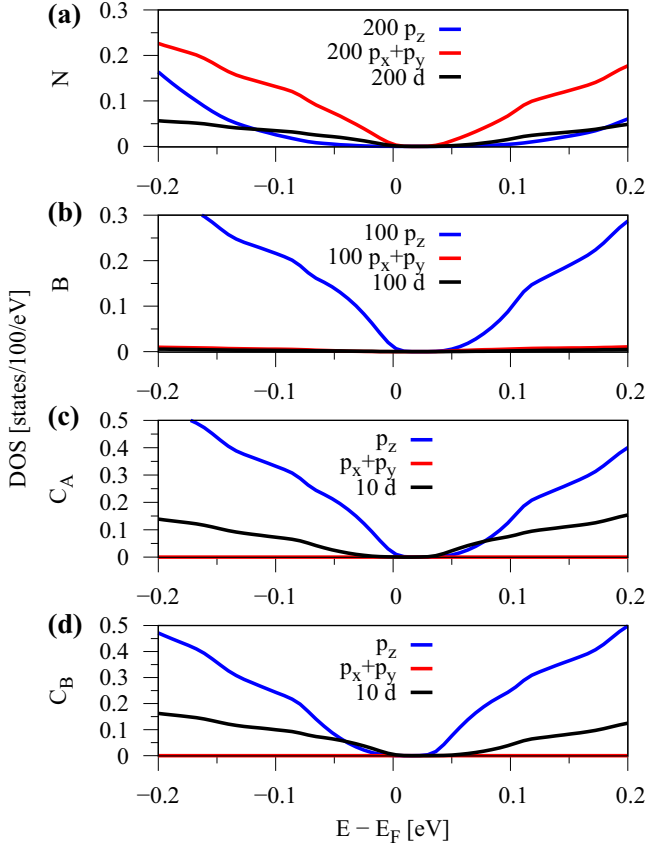 (a)
N
0.3
0.2
0.1
0
200 p_z
200 p_x+p_y
200 d
−0.2
−0.1
0
0.1
0.2
(b)
B
0.3
0.2
0.1
0
100 p_z
100 p_x+p_y
100 d
−0.2
−0.1
0
0.1
0.2
DOS [states/100/eV]
(c)
C_A
0.5
0.4
0.3
0.2
0.1
0
p_z
p_x+p_y
10 d
−0.2
−0.1
0
0.1
0.2
(d)
C_B
0.5
0.4
0.3
0.2
0.1
0
p_z
p_x+p_y
10 d
−0.2
−0.1
0
0.1
0.2
E − E_F [eV]